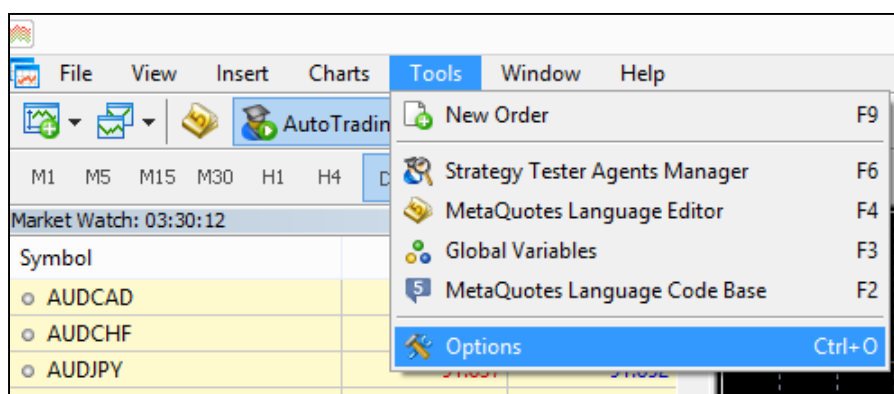 File View Insert Charts Tools Window Help
AutoTradin
New Order F9
M1 M5 M15 M30 H1 H4
Strategy Tester Agents Manager F6
Market Watch: 03:30:12
MetaQuotes Language Editor F4
Symbol
Global Variables F3
AUDCAD
5 MetaQuotes Language Code Base F2
AUDCHF
Options Ctrl+O
AUDJPY